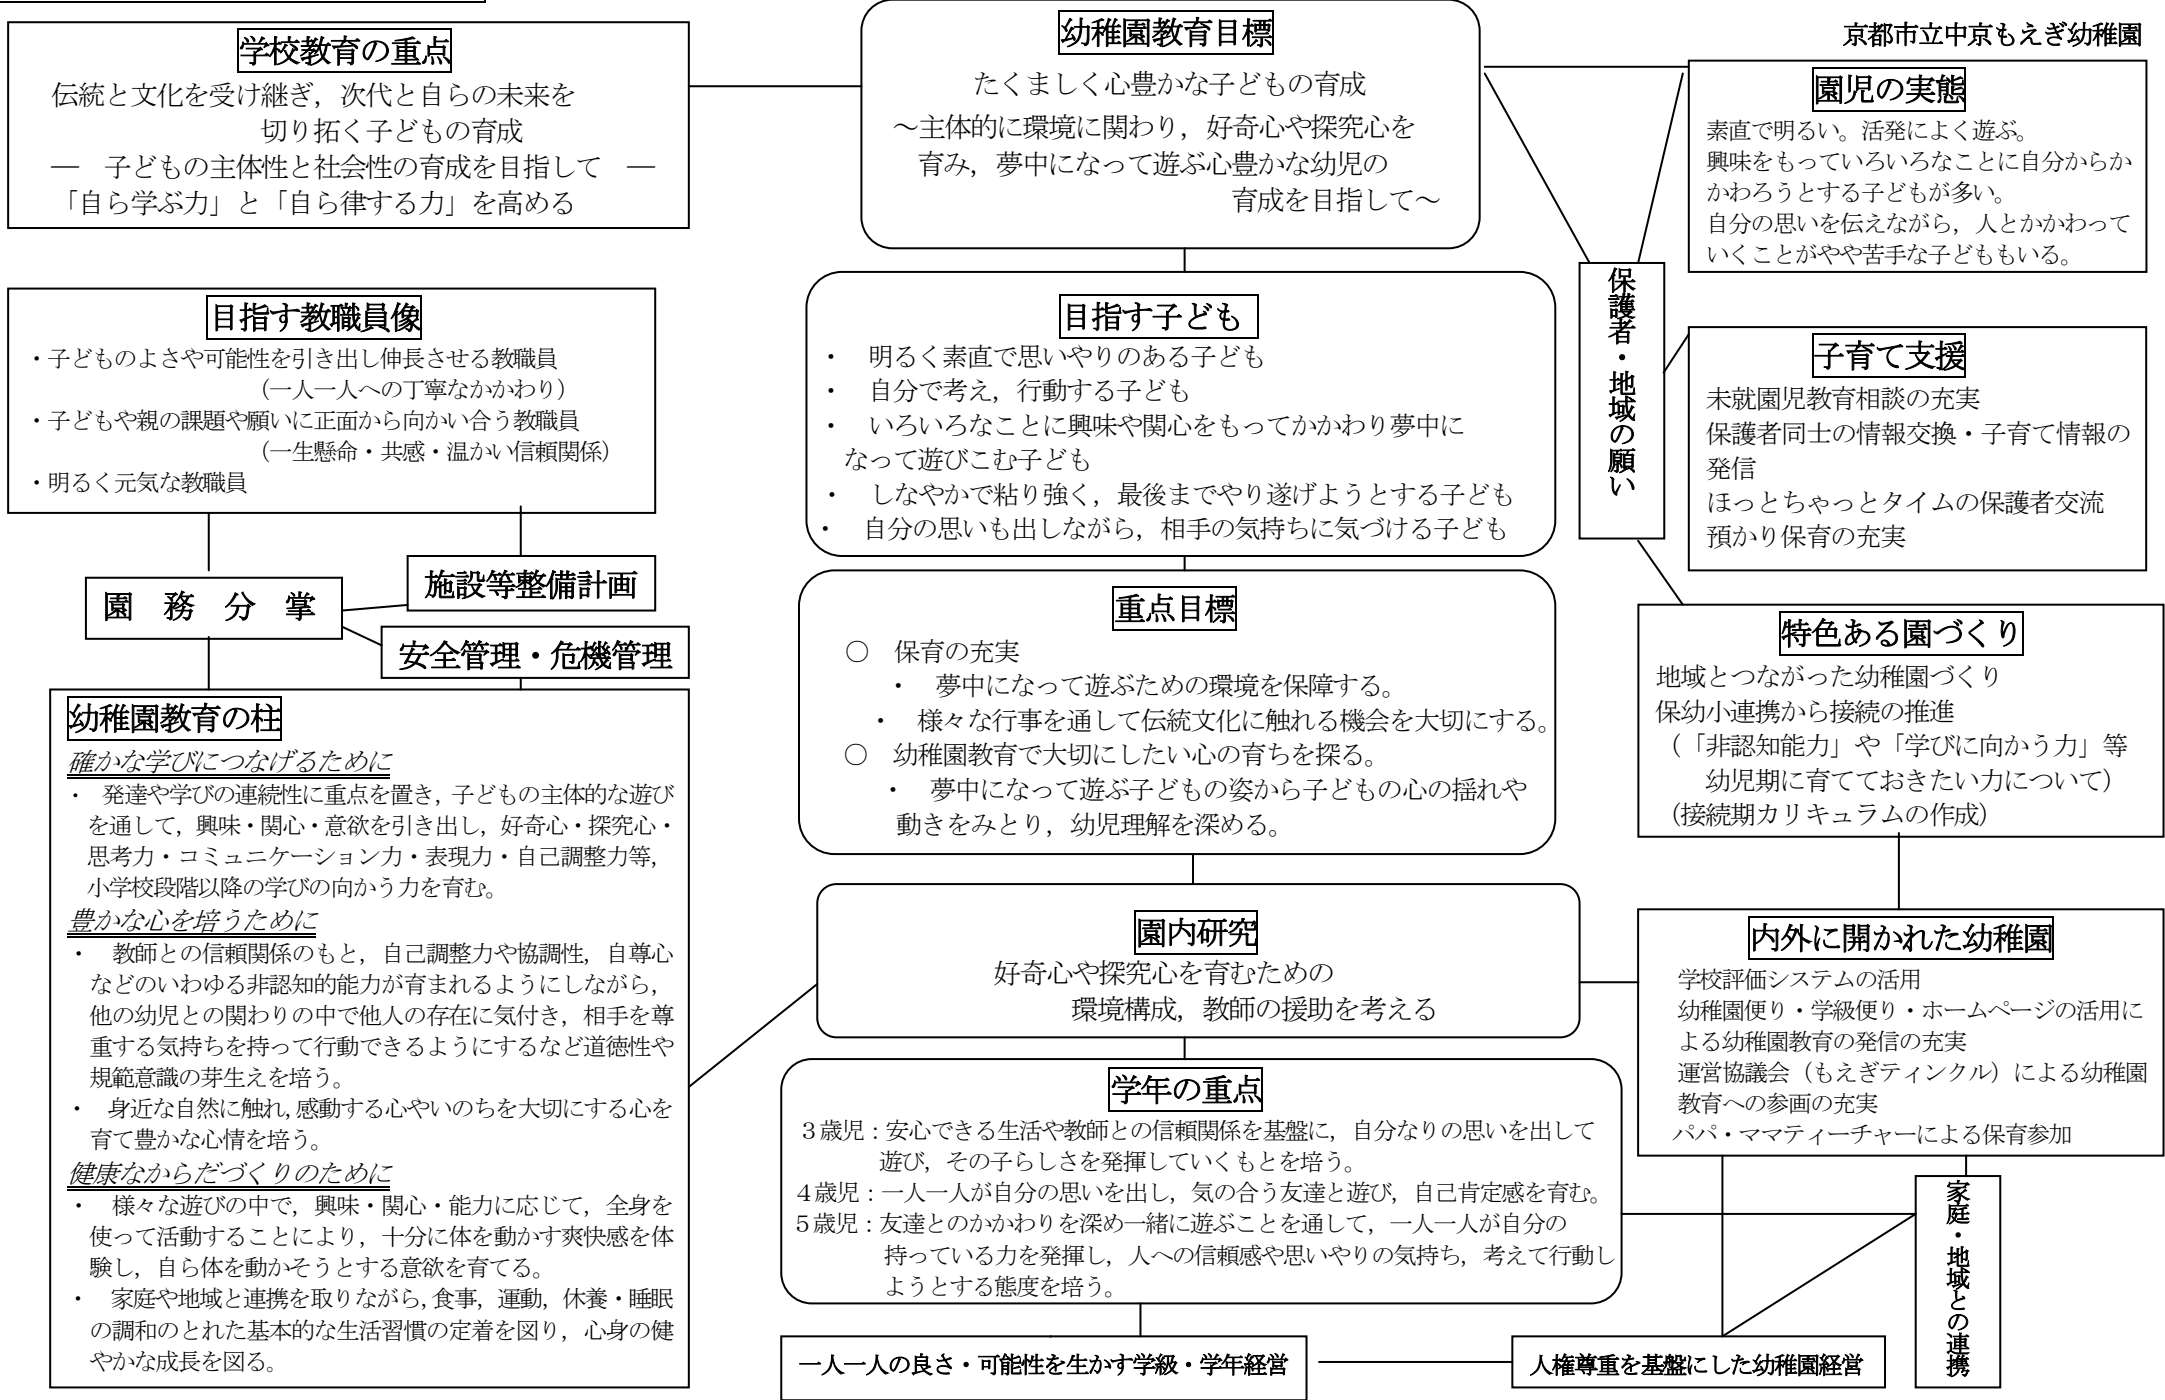 学校教育の重点
伝統と文化を受け継ぎ，次代と自らの未来を
切り拓く子どもの育成
―　子どもの主体性と社会性の育成を目指して　―
「自ら学ぶ力」と「自ら律する力」を高める
幼稚園教育目標
たくましく心豊かな子どもの育成
～主体的に環境に関わり，好奇心や探究心を
育み，夢中になって遊ぶ心豊かな幼児の
育成を目指して～
京都市立中京もえぎ幼稚園
園児の実態
素直で明るい。活発によく遊ぶ。
興味をもっていろいろなことに自分からか
かわろうとする子どもが多い。
自分の思いを伝えながら，人とかかわって
いくことがやや苦手な子どももいる。
保護者・地域の願い
目指す教職員像
・子どものよさや可能性を引き出し伸長させる教職員
（一人一人への丁寧なかかわり）
・子どもや親の課題や願いに正面から向かい合う教職員
（一生懸命・共感・温かい信頼関係）
・明るく元気な教職員
目指す子ども
・　明るく素直で思いやりのある子ども
・　自分で考え，行動する子ども
・　いろいろなことに興味や関心をもってかかわり夢中に
なって遊びこむ子ども
・　しなやかで粘り強く，最後までやり遂げようとする子ども
・　自分の思いも出しながら，相手の気持ちに気づける子ども
子育て支援
未就園児教育相談の充実
保護者同士の情報交換・子育て情報の
発信
ほっとちゃっとタイムの保護者交流
預かり保育の充実
施設等整備計画
園　務　分　掌
安全管理・危機管理
重点目標
○　保育の充実
・　夢中になって遊ぶための環境を保障する。
・　様々な行事を通して伝統文化に触れる機会を大切にする。
○　幼稚園教育で大切にしたい心の育ちを探る。
・　夢中になって遊ぶ子どもの姿から子どもの心の揺れや
動きをみとり，幼児理解を深める。
特色ある園づくり
地域とつながった幼稚園づくり
保幼小連携から接続の推進
（「非認知能力」や「学びに向かう力」等
幼児期に育てておきたい力について）
（接続期カリキュラムの作成）
幼稚園教育の柱
確かな学びにつなげるために
・　発達や学びの連続性に重点を置き，子どもの主体的な遊び
を通して，興味・関心・意欲を引き出し，好奇心・探究心・
思考力・コミュニケーション力・表現力・自己調整力等，
小学校段階以降の学びの向かう力を育む。
豊かな心を培うために
・　教師との信頼関係のもと，自己調整力や協調性，自尊心
などのいわゆる非認知的能力が育まれるようにしながら，
他の幼児との関わりの中で他人の存在に気付き，相手を尊
重する気持ちを持って行動できるようにするなど道徳性や
規範意識の芽生えを培う。
・　身近な自然に触れ,感動する心やいのちを大切にする心を
育て豊かな心情を培う。
健康なからだづくりのために
・　様々な遊びの中で，興味・関心・能力に応じて，全身を
使って活動することにより，十分に体を動かす爽快感を体
験し，自ら体を動かそうとする意欲を育てる。
・　家庭や地域と連携を取りながら,食事，運動，休養・睡眠
の調和のとれた基本的な生活習慣の定着を図り，心身の健
やかな成長を図る。
園内研究
好奇心や探究心を育むための
環境構成，教師の援助を考える
内外に開かれた幼稚園
学校評価システムの活用
幼稚園便り・学級便り・ホームページの活用に
よる幼稚園教育の発信の充実
運営協議会（もえぎティンクル）による幼稚園
教育への参画の充実
パパ・ママティーチャーによる保育参加
学年の重点
３歳児：安心できる生活や教師との信頼関係を基盤に，自分なりの思いを出して
遊び，その子らしさを発揮していくもとを培う。
４歳児：一人一人が自分の思いを出し，気の合う友達と遊び，自己肯定感を育む。
５歳児：友達とのかかわりを深め一緒に遊ぶことを通して，一人一人が自分の
持っている力を発揮し，人への信頼感や思いやりの気持ち，考えて行動し
ようとする態度を培う。
家庭・地域との連携
一人一人の良さ・可能性を生かす学級・学年経営
人権尊重を基盤にした幼稚園経営